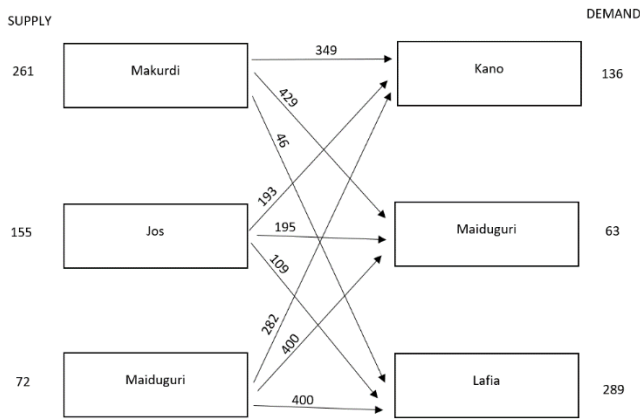 SUPPLY
DEMAND
261
Makurdi
349
Kano
136
429
46
193
155
Jos
195
Maiduguri
63
109
282
400
72
Maiduguri
400
Lafia
289